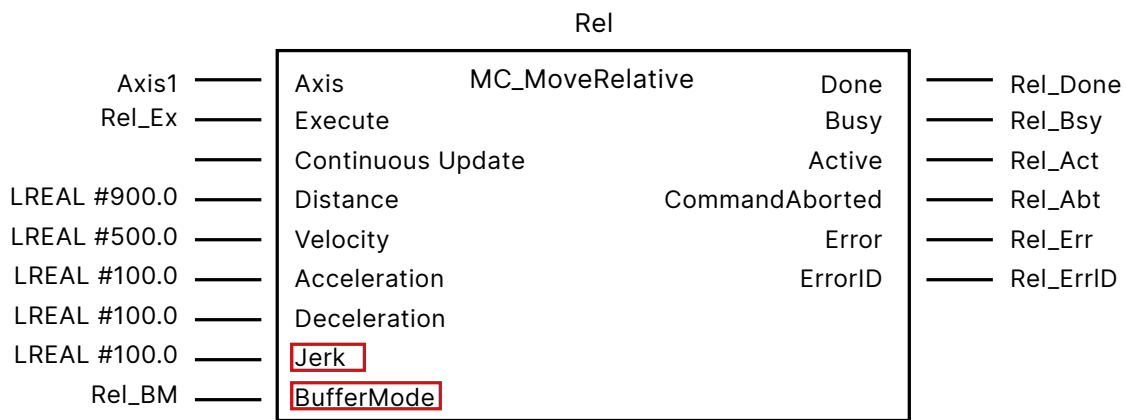 Rel
Axis1 Axis MC_MoveRelative Done Rel_Done
Rel_Ex Execute Busy Rel_Bsy
Continuous Update Active Rel_Act
LREAL #900.0 Distance CommandAborted Rel_Abt
LREAL #500.0 Velocity Error Rel_Err
LREAL #100.0 Acceleration ErrorID Rel_ErrID
LREAL #100.0 Deceleration
LREAL #100.0 Jerk
Rel_BM BufferMode